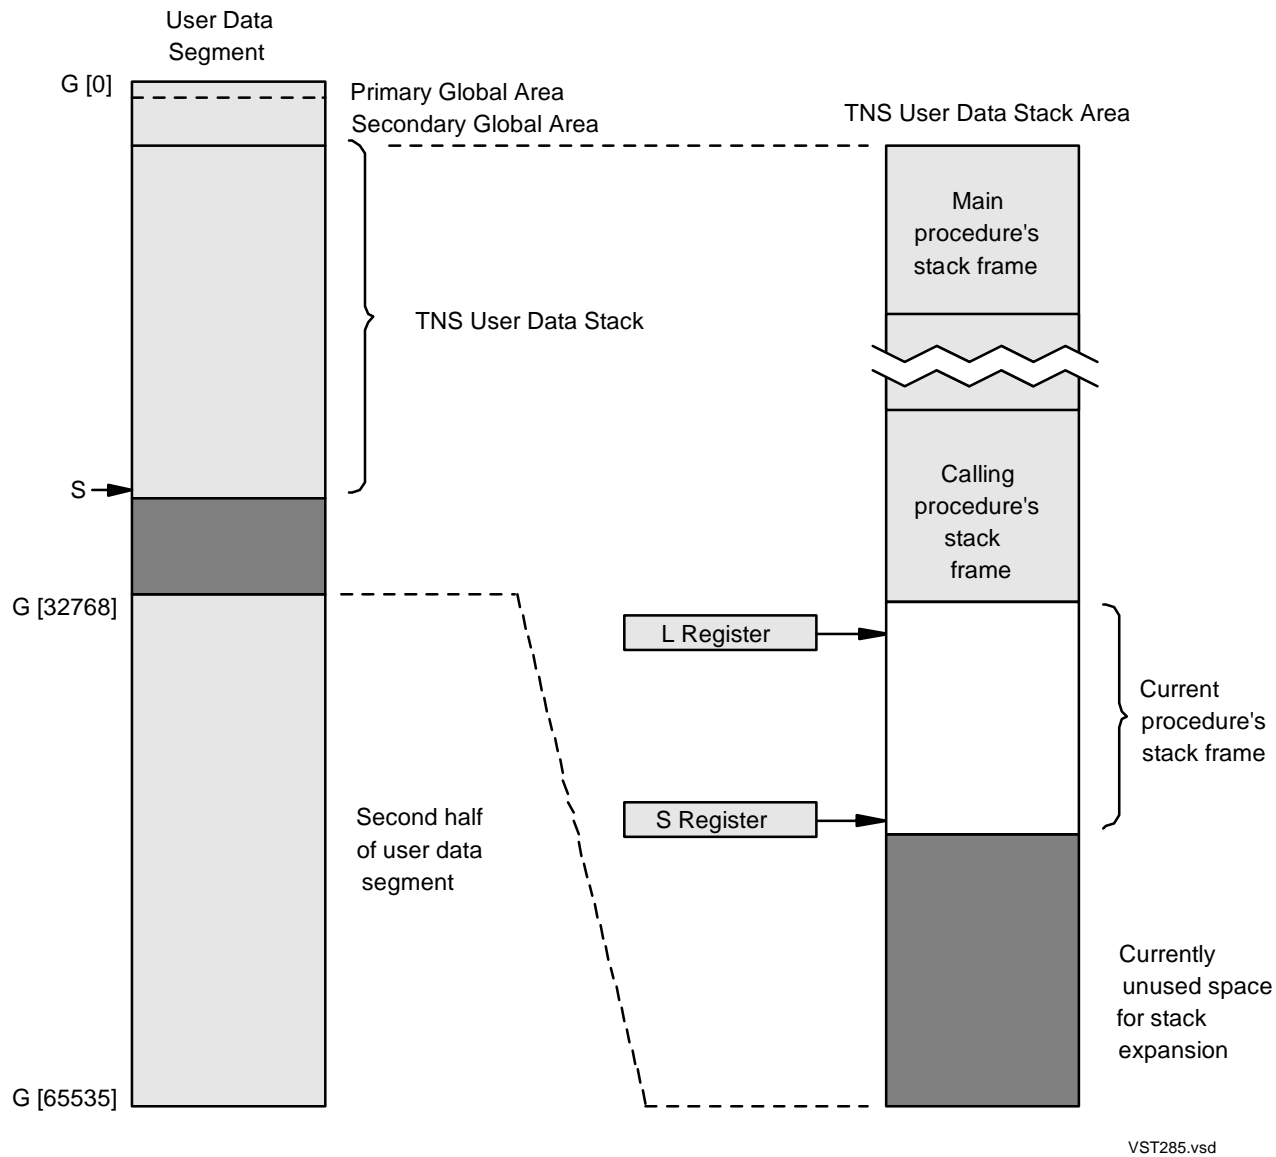 User Data
Segment
G [0]
Primary Global Area
Secondary Global Area
TNS User Data Stack Area
Main
procedure's
stack frame
TNS User Data Stack
Calling
procedure's
stack
frame
S
G [32768]
L Register
Current
procedure's
stack frame
S Register
Second half
of user data
segment
Currently
unused space
for stack
expansion
G [65535]
VST285.vsd